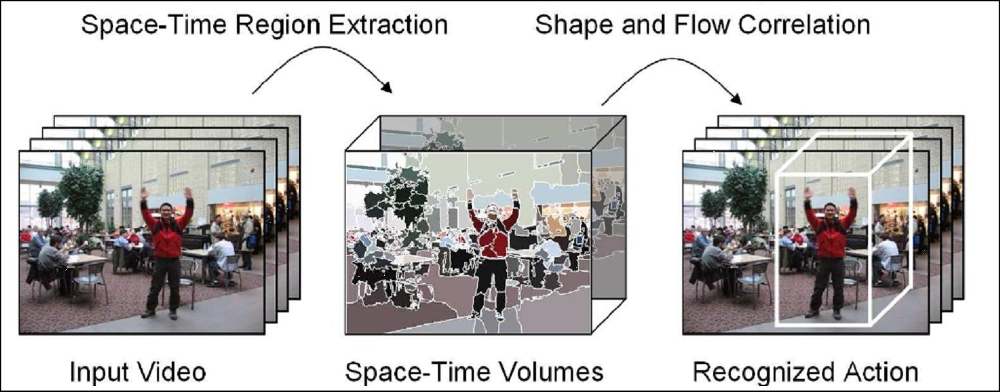 Space-Time Region Extraction
Shape and Flow Correlation
Input Video
Space-Time Volumes
Recognized Action